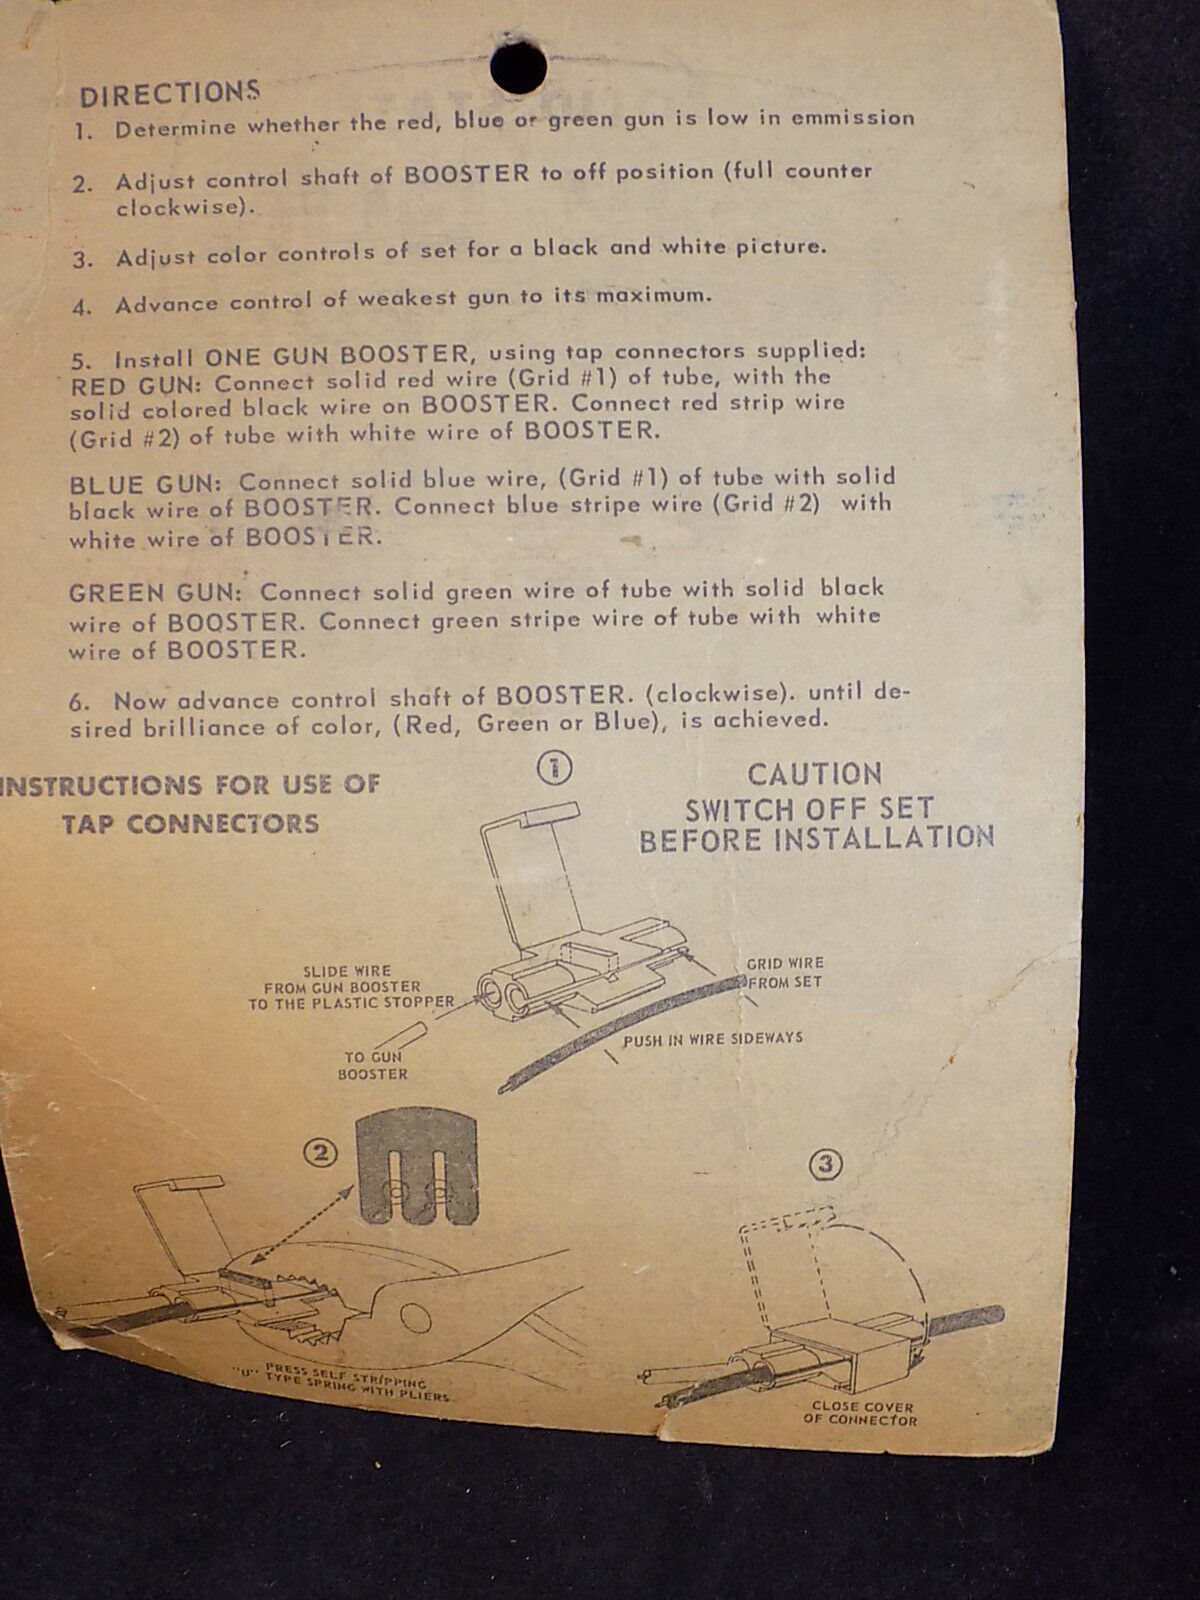 DIRECTIONS
1. Determine whether the red, blue or green gun is low in emmission
2. Adjust control shaft of BOOSTER to off position (full counter
clockwise).
3. Adjust color controls of set for a black and white picture.
4. Advance control of weakest gun to its maximum.
5. Install ONE GUN BOOSTER, using tap connectors supplied:
RED GUN: Connect solid red wire (Grid #1) of tube, with the
solid colored black wire on BOOSTER. Connect red strip wire
(Grid #2) of tube with white wire of BOOSTER.
BLUE GUN: Connect solid blue wire, (Grid #1) of tube with solid
black wire of BOOSTER. Connect blue stripe wire (Grid #2) with
white wire of BOOSTER.
GREEN GUN: Connect solid green wire of tube with solid black
wire of BOOSTER. Connect green stripe wire of tube with white
wire of BOOSTER.
6. Now advance control shaft of BOOSTER. (clockwise). until de-
sired brilliance of color, (Red, Green or Blue), is achieved.
INSTRUCTIONS FOR USE OF
TAP CONNECTORS
1
CAUTION
SWITCH OFF SET
BEFORE INSTALLATION
SLIDE WIRE
FROM GUN BOOSTER
TO THE PLASTIC STOPPER
GRID WIRE
FROM SET
PUSH IN WIRE SIDEWAYS
TO GUN
BOOSTER
2
PRESS SELF STRIPPING
"U" TYPE SPRING WITH PLIERS
3
CLOSE COVER
OF CONNECTOR